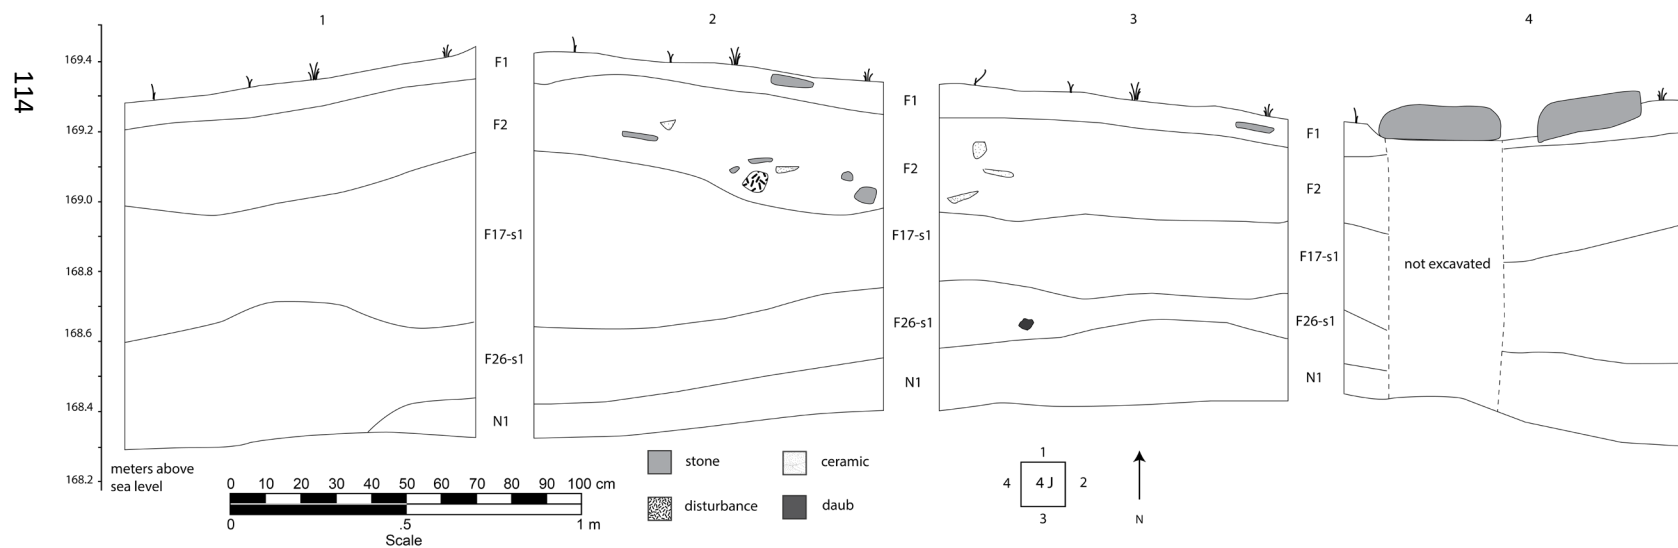 114
1
2
3
4
169.4
169.2
169.0
168.8
168.6
168.4
168.2
meters above
sea level
F1
F2
F17-s1
F26-s1
N1
F1
F2
F17-s1
F26-s1
N1
F1
F2
F17-s1
F26-s1
N1
not excavated
0 10 20 30 40 50 60 70 80 90 100 cm
0 .5 1 m
Scale
stone
ceramic
disturbance
daub
1
4 4 J 2
3
N